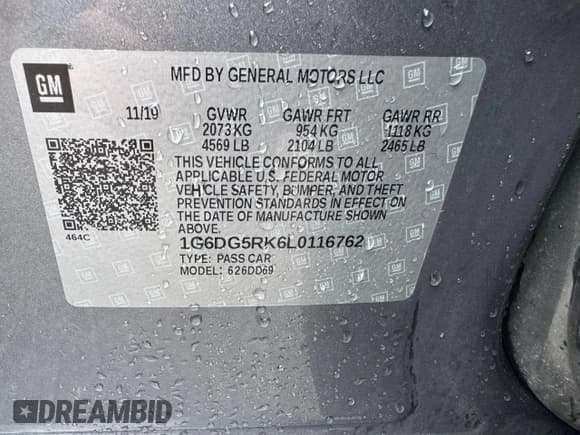 GM
MFD BY GENERAL MOTORS LLC
11/19 GVWR GAWR FRT GAWR RR
2073 KG 954 KG 1118 KG
4569 LB 2104 LB 2465 LB
THIS VEHICLE CONFORMS TO ALL
APPLICABLE U.S. FEDERAL MOTOR
VEHICLE SAFETY, BUMPER, AND THEFT
PREVENTION STANDARDS IN EFFECT ON
THE DATE OF MANUFACTURE SHOWN
ABOVE.
464C
1G6DG5RK6L0116762
TYPE: PASS CAR
MODEL: 626DD69
DREAMBID